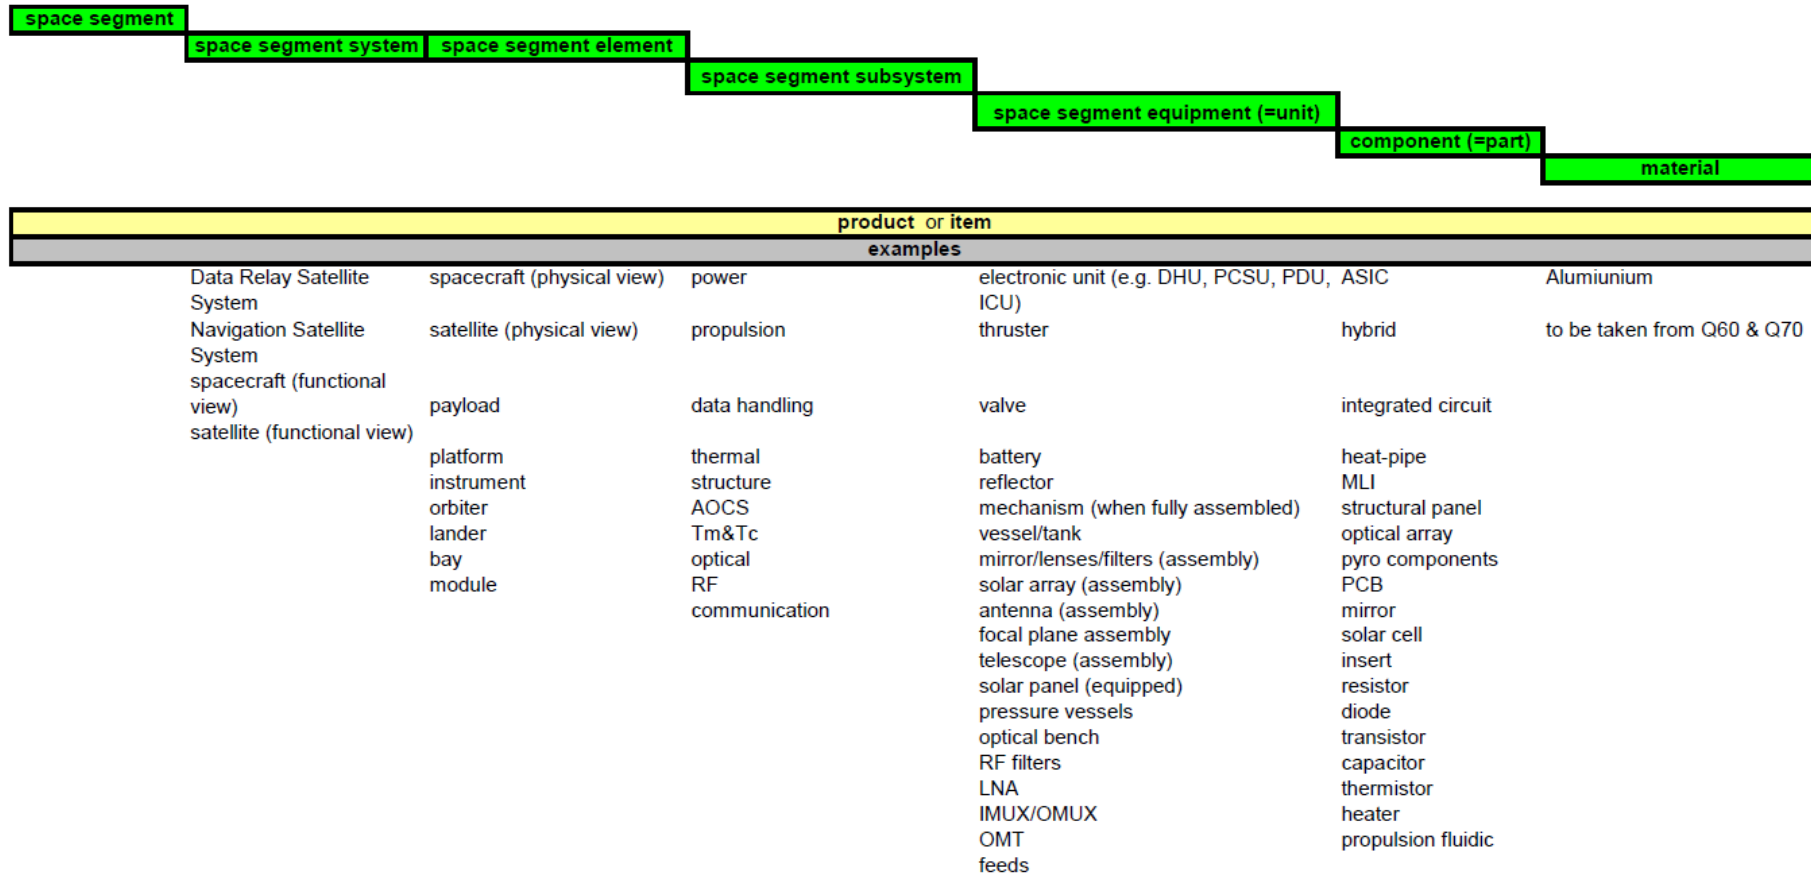 space segment
space segment system space segment element
space segment subsystem
space segment equipment (=unit)
component (=part)
material
product or item
examples
Data Relay Satellite spacecraft (physical view) power electronic unit (e.g. DHU, PCSU, PDU, ASIC Alumiunium
System ICU)
Navigation Satellite satellite (physical view) propulsion thruster hybrid to be taken from Q60 & Q70
System
spacecraft (functional
view) payload data handling valve integrated circuit
satellite (functional view)
platform thermal battery heat-pipe
instrument structure reflector MLI
orbiter AOCS mechanism (when fully assembled) structural panel
lander Tm&Tc vessel/tank optical array
bay optical mirror/lenses/filters (assembly) pyro components
module RF solar array (assembly) PCB
communication antenna (assembly) mirror
focal plane assembly solar cell
telescope (assembly) insert
solar panel (equipped) resistor
pressure vessels diode
optical bench transistor
RF filters capacitor
LNA thermistor
IMUX/OMUX heater
OMT propulsion fluidic
feeds